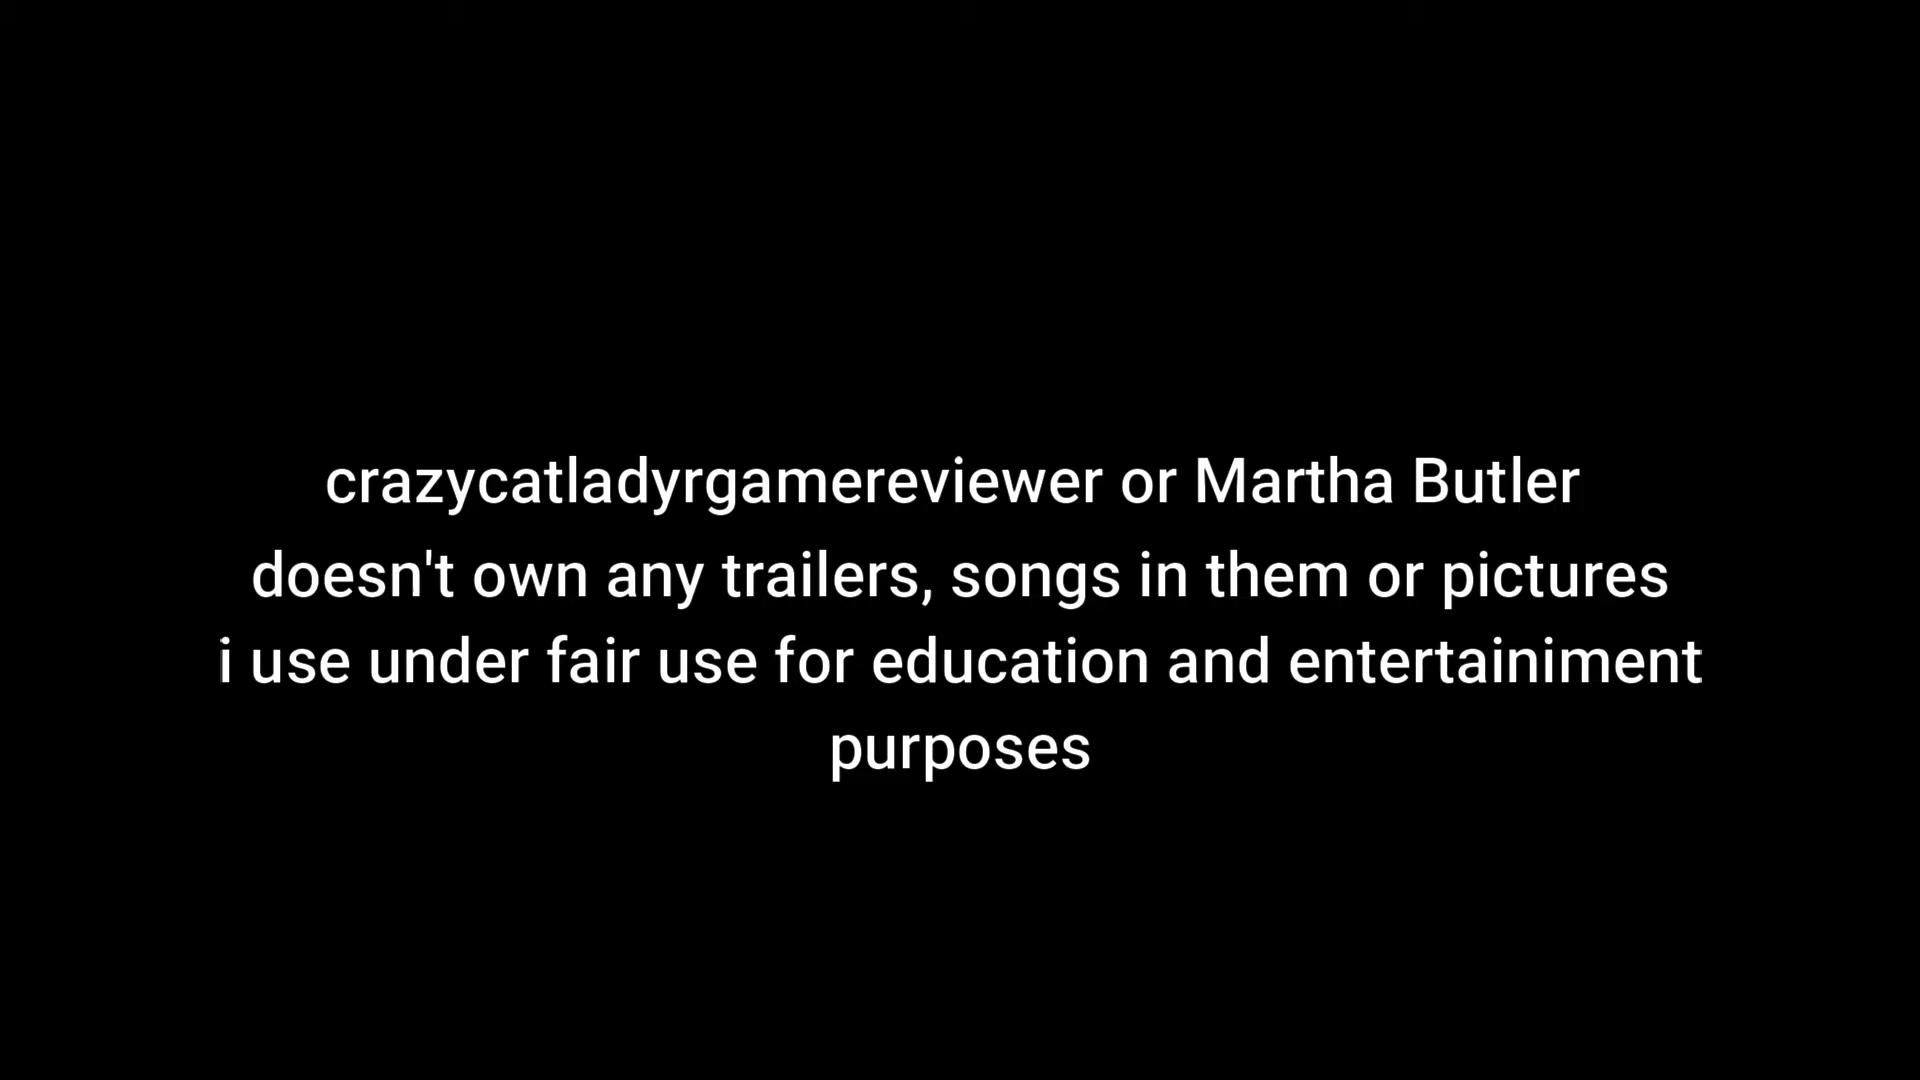 crazycatladyrgamereviewer or Martha Butler
doesn't own any trailers, songs in them or pictures
i use under fair use for education and entertainiment
purposes